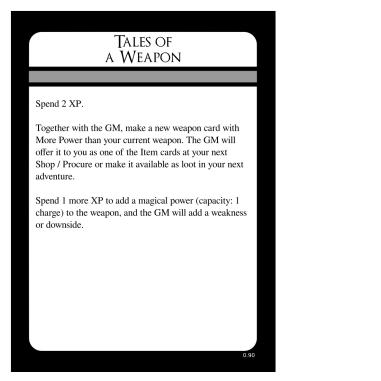 TALES OF
A WEAPON
Spend 2 XP.
Together with the GM, make a new weapon card with
More Power than your current weapon. The GM will
offer it to you as one of the Item cards at your next
Shop / Procure or make it available as loot in your next
adventure.
Spend 1 more XP to add a magical power (capacity: 1
charge) to the weapon, and the GM will add a weakness
or downside.
0.90